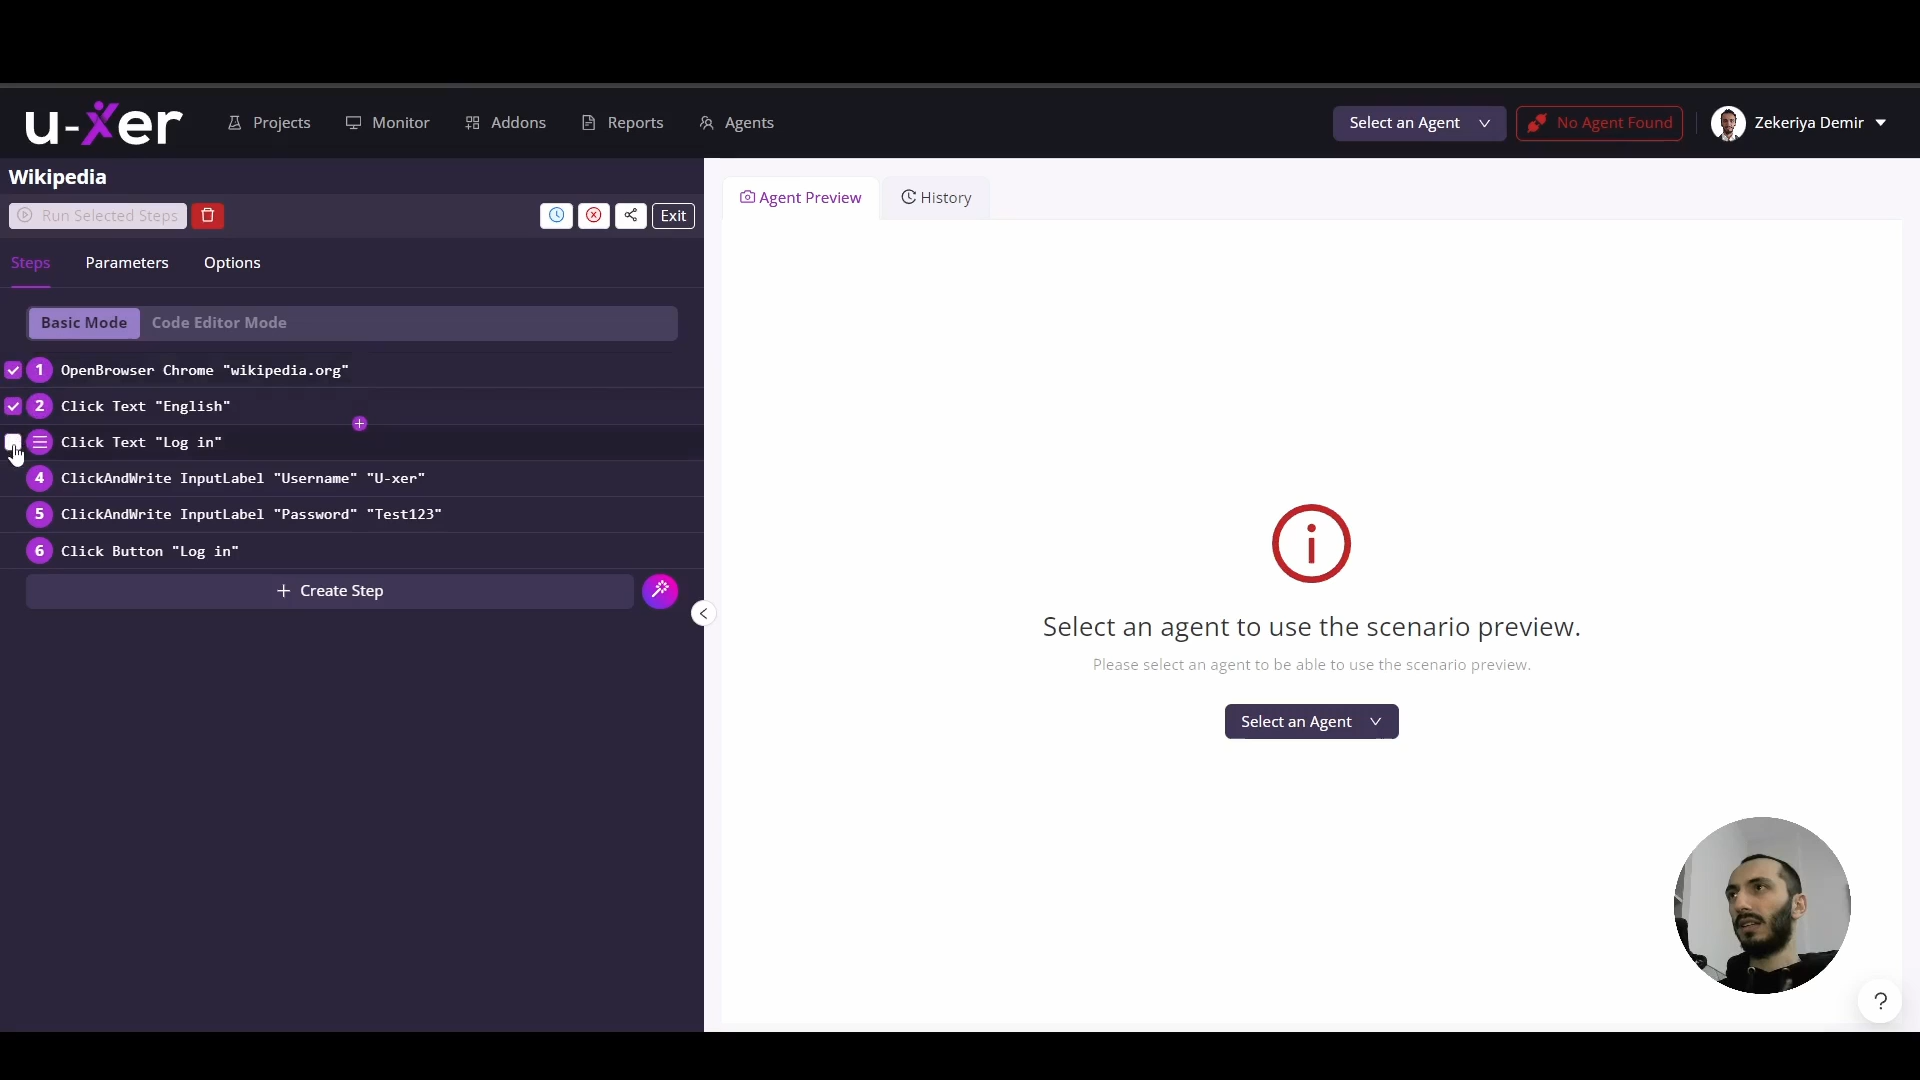 u-xer
Projects
Monitor
Addons
Reports
Agents
Select an Agent
No Agent Found
Zekeriya Demir
Wikipedia
Run Selected Steps
Exit
Steps
Parameters
Options
Basic Mode
Code Editor Mode
1 OpenBrowser Chrome "wikipedia.org"
2 Click Text "English"
Click Text "Log in"
4 ClickAndWrite InputLabel "Username" "U-xer"
5 ClickAndWrite InputLabel "Password" "Test123"
6 Click Button "Log in"
+ Create Step
Agent Preview
History
Select an agent to use the scenario preview.
Please select an agent to be able to use the scenario preview.
Select an Agent
?